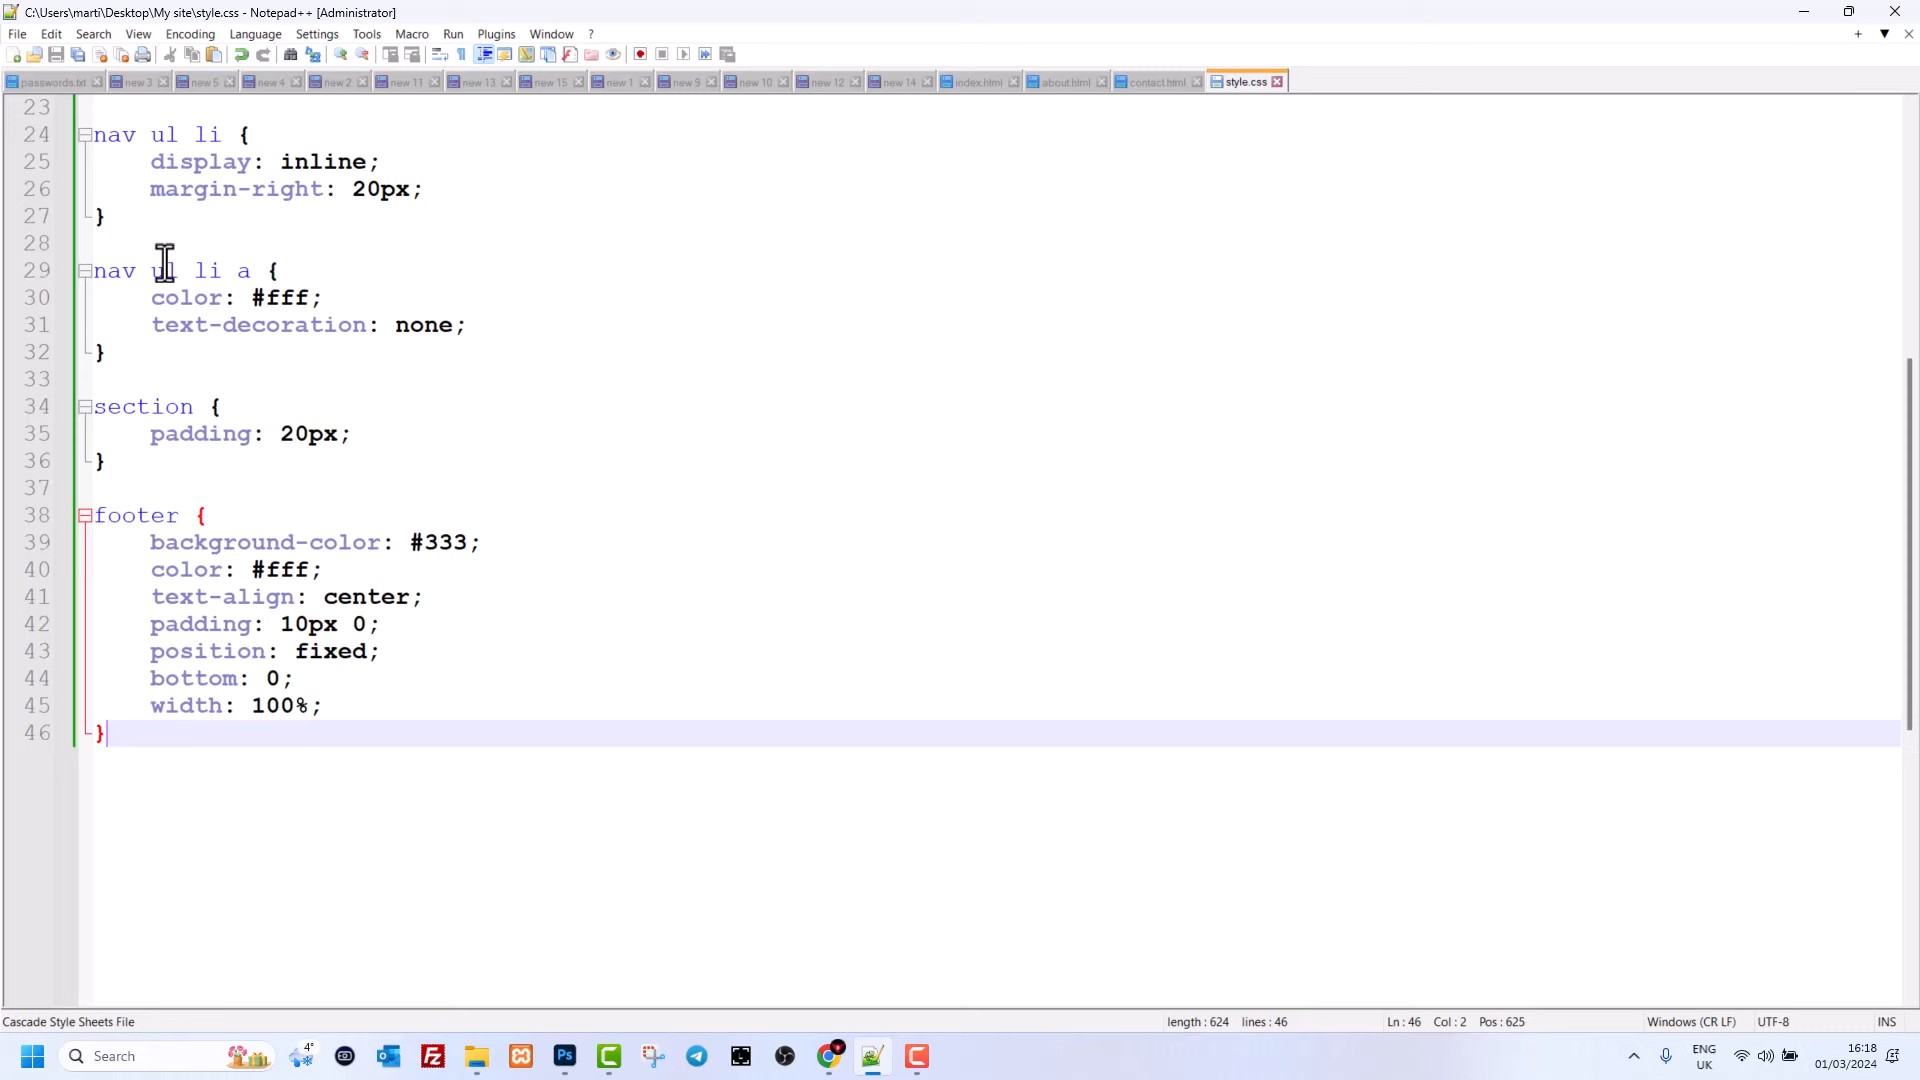 C:\Users\marti\Desktop\My site\style.css - Notepad++ [Administrator]
File Edit Search View Encoding Language Settings Tools Macro Run Plugins Window ?
passwords.txt new 3 new 5 new 4 new 2 new 11 new 13 new 15 new 1 new 9 new 10 new 12 new 14 index.html about.html contact.html style.css
23
24 nav ul li {
25 display: inline;
26 margin-right: 20px;
27 }
28
29 nav ul li a {
30 color: #fff;
31 text-decoration: none;
32 }
33
34 section {
35 padding: 20px;
36 }
37
38 footer {
39 background-color: #333;
40 color: #fff;
41 text-align: center;
42 padding: 10px 0;
43 position: fixed;
44 bottom: 0;
45 width: 100%;
46 }
Cascade Style Sheets File length : 624 lines : 46 Ln : 46 Col : 2 Pos : 625 Windows (CR LF) UTF-8 INS
Search 4° Fz Ps L C ENG UK 16:18 01/03/2024